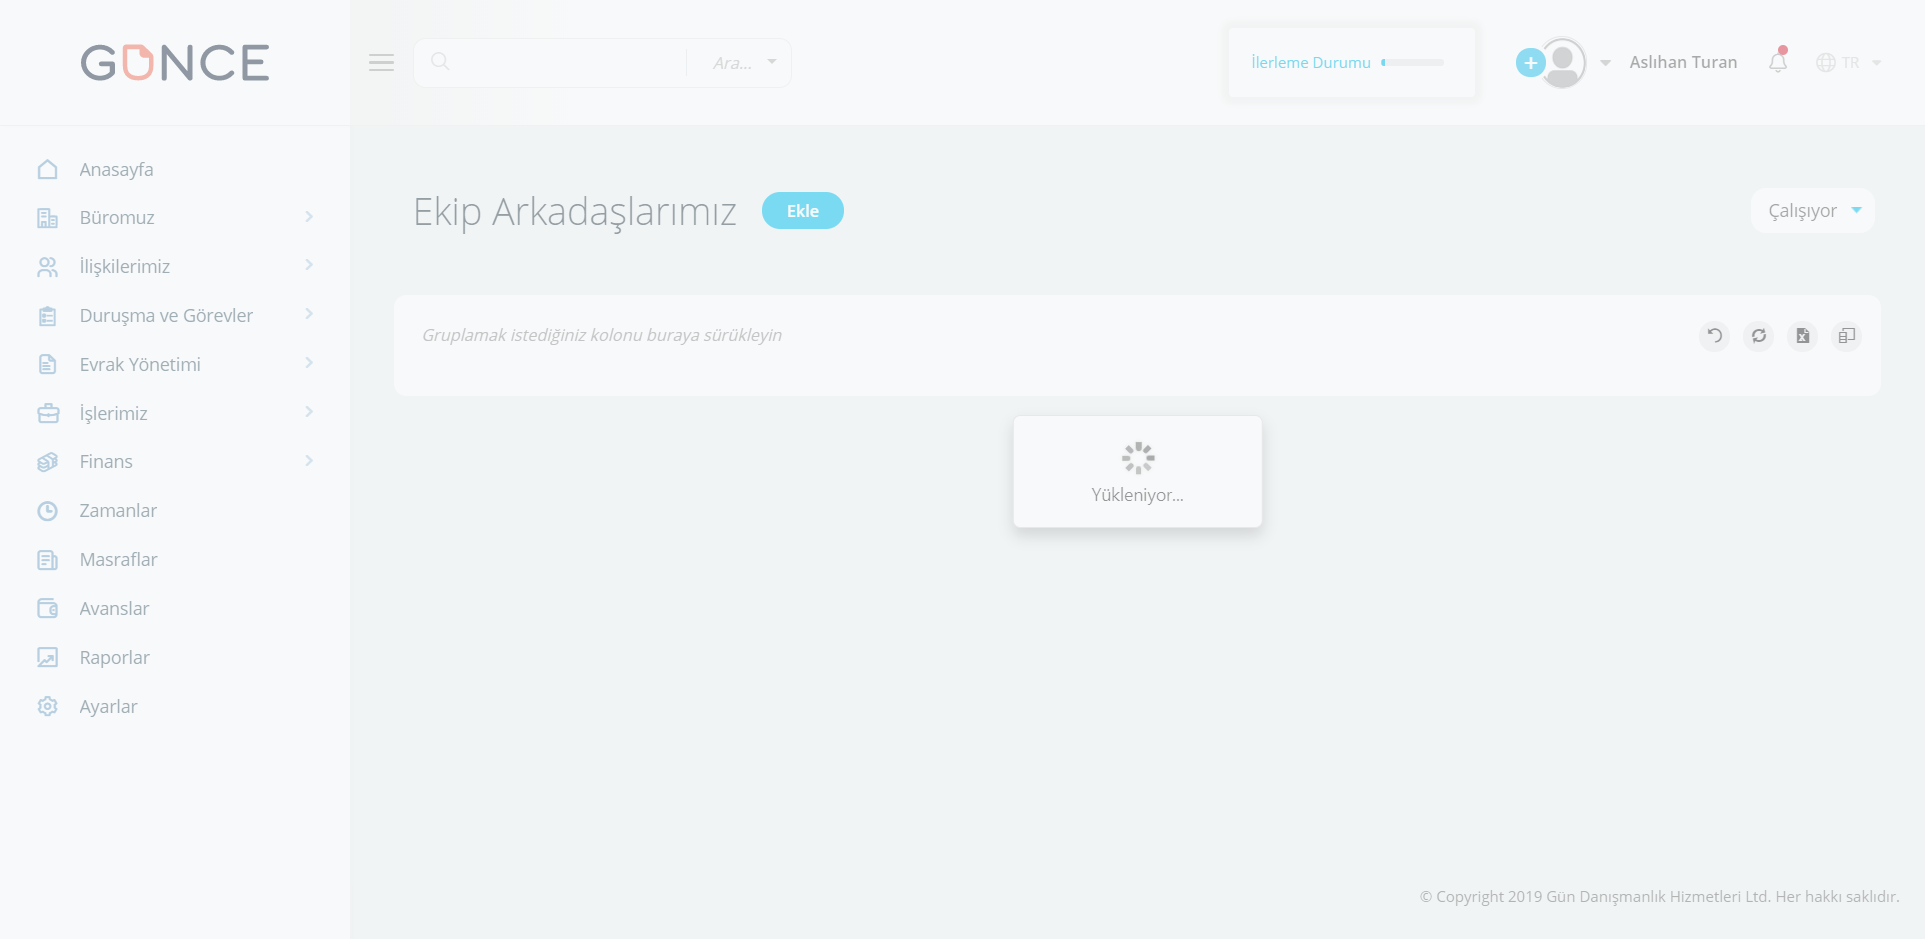 GÜNCE
Ara...
İlerleme Durumu
Aslıhan Turan
TR
Anasayfa
Büromuz
İlişkilerimiz
Duruşma ve Görevler
Evrak Yönetimi
İşlerimiz
Finans
Zamanlar
Masraflar
Avanslar
Raporlar
Ayarlar
Ekip Arkadaşlarımız
Ekle
Çalışıyor
Gruplamak istediğiniz kolonu buraya sürükleyin
Yükleniyor...
© Copyright 2019 Gün Danışmanlık Hizmetleri Ltd. Her hakkı saklıdır.